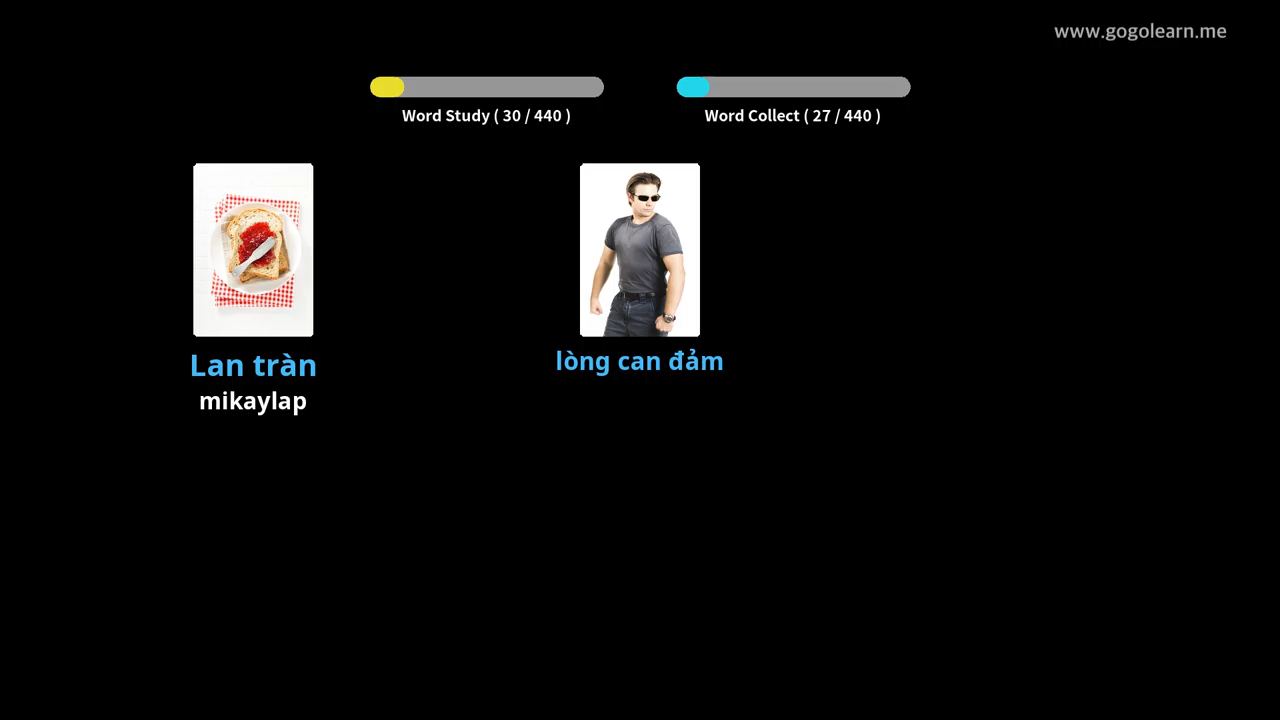 www.gogolearn.me
Word Study ( 30 / 440 )
Word Collect ( 27 / 440 )
Lan tràn
mikaylap
lòng can đảm